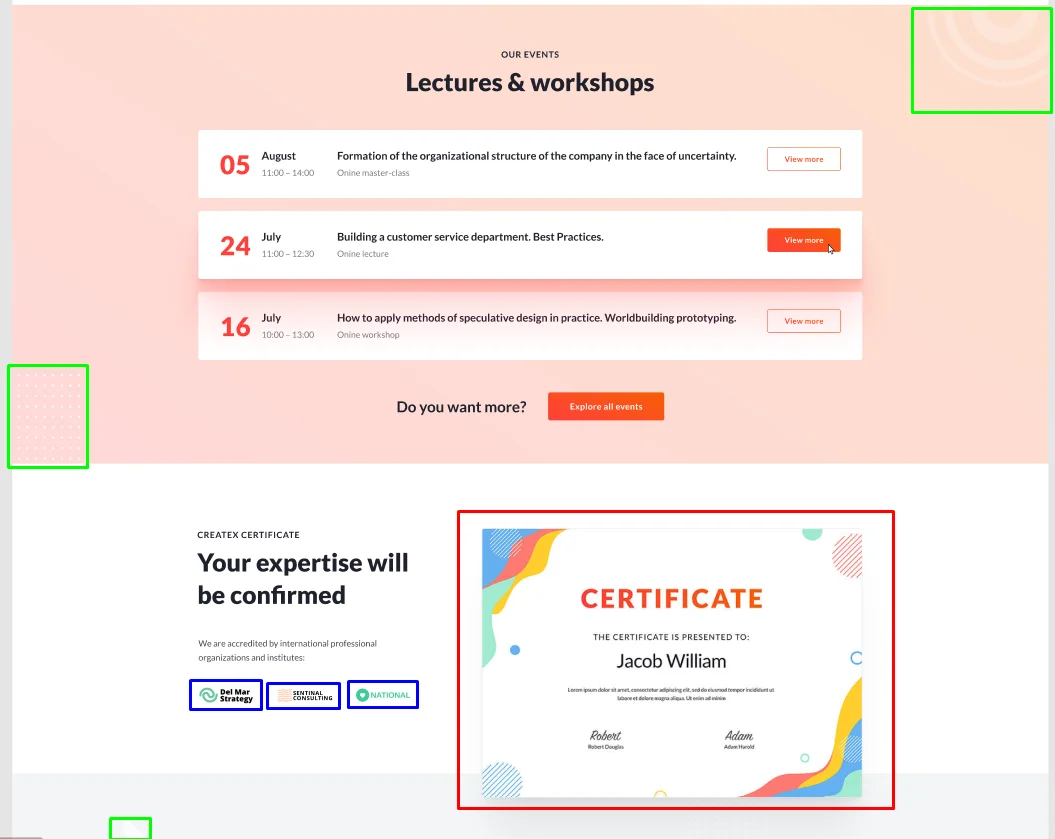 OUR EVENTS
Lectures & workshops
05 August Formation of the organizational structure of the company in the face of uncertainty. View more
11:00 – 14:00 Onine master-class
24 July Building a customer service department. Best Practices. View more
11:00 – 12:30 Onine lecture
16 July How to apply methods of speculative design in practice. Worldbuilding prototyping. View more
10:00 – 13:00 Onine workshop
Do you want more? Explore all events
CREATEX CERTIFICATE
Your expertise will
be confirmed
We are accredited by international professional
organizations and institutes:
Del Mar
Strategy
SENTINAL
CONSULTING
NATIONAL
CERTIFICATE
THE CERTIFICATE IS PRESENTED TO:
Jacob William
Lorem ipsum dolor sit amet, consectetur adipiscing elit, sed do eiusmod tempor incididunt ut
labore et dolore magna aliqua. Ut enim ad minim
Robert Adam
Robert Douglas Adam Harold